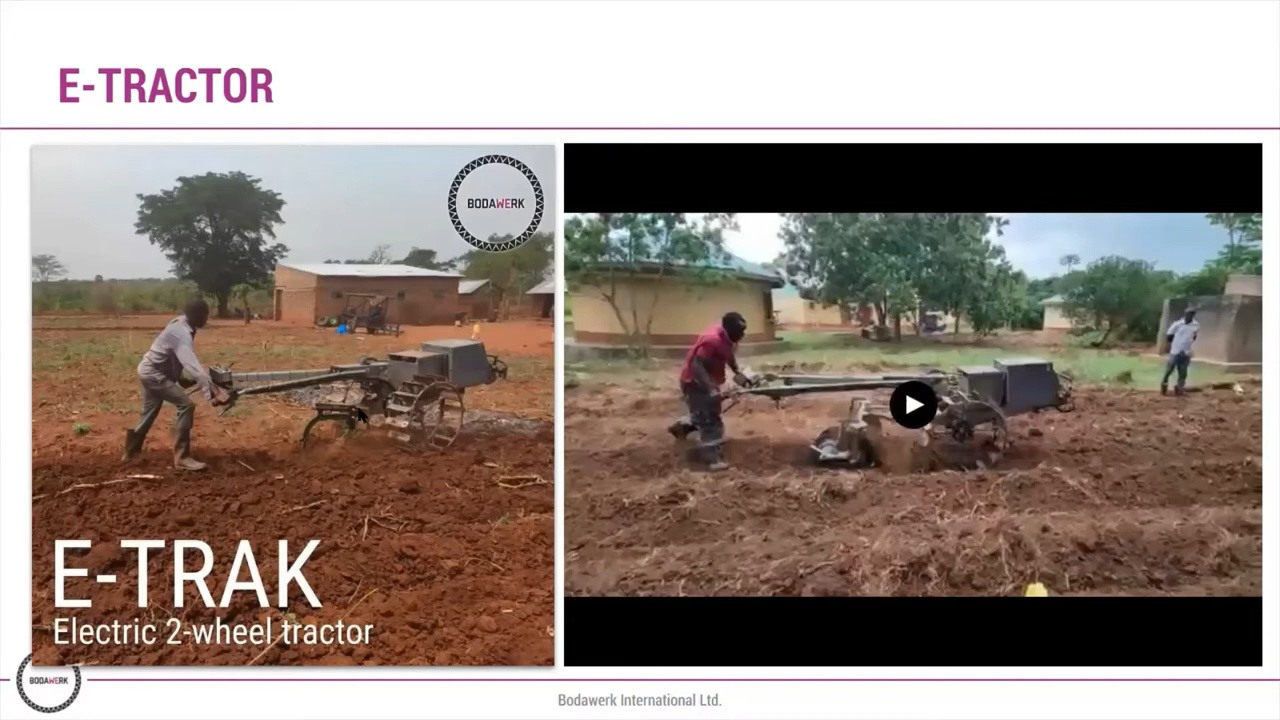 E-TRACTOR
BODAWERK
E-TRAK
Electric 2-wheel tractor
BODAWERK
Bodawerk International Ltd.